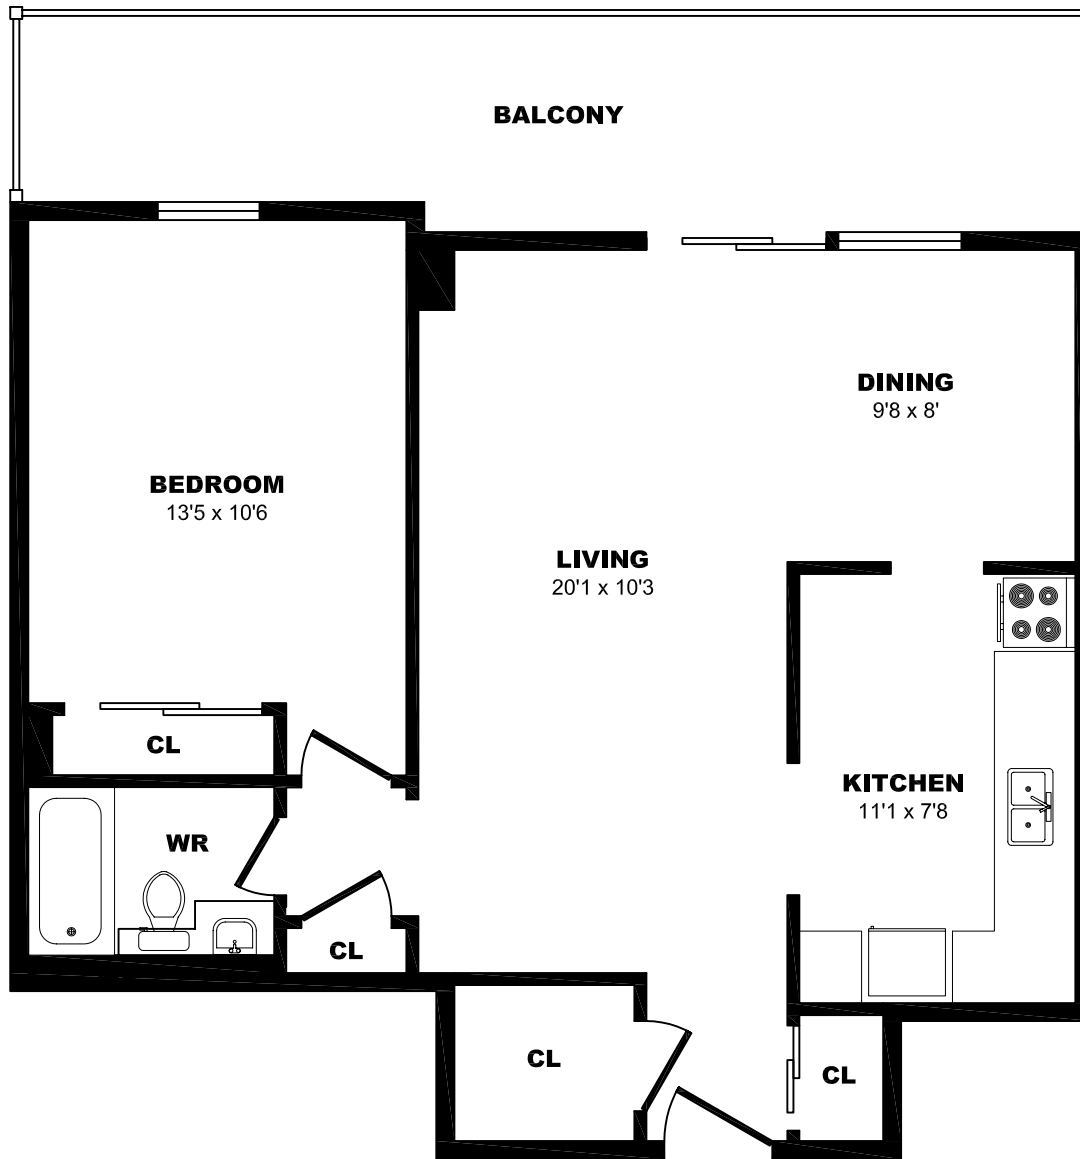 BALCONY
DINING
9'8 x 8'
BEDROOM
13'5 x 10'6
LIVING
20'1 x 10'3
CL
KITCHEN
11'1 x 7'8
WR
CL
CL
CL